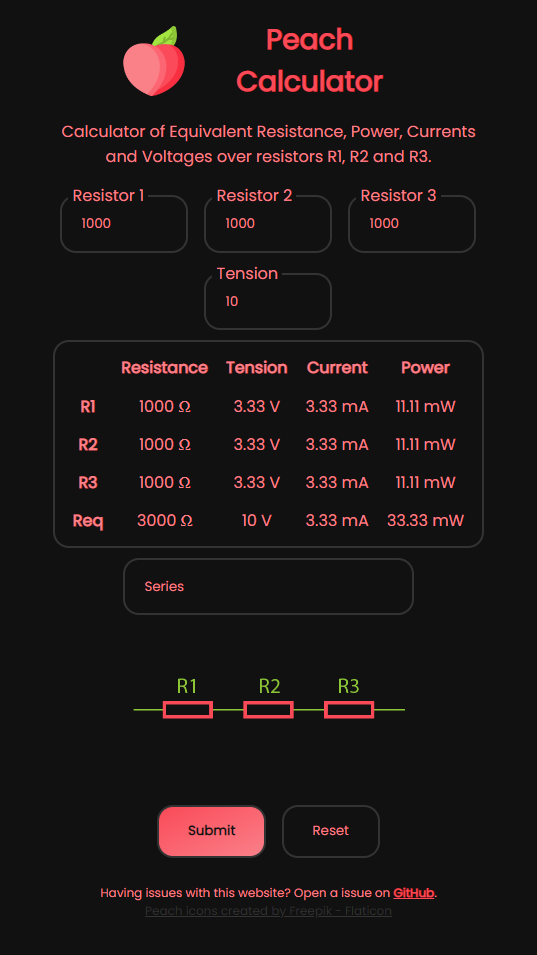 Peach
Calculator
Calculator of Equivalent Resistance, Power, Currents
and Voltages over resistors R1, R2 and R3.
Resistor 1 Resistor 2 Resistor 3
1000 1000 1000
Tension
10
Resistance Tension Current Power
R1 1000 Ω 3.33 V 3.33 mA 11.11 mW
R2 1000 Ω 3.33 V 3.33 mA 11.11 mW
R3 1000 Ω 3.33 V 3.33 mA 11.11 mW
Req 3000 Ω 10 V 3.33 mA 33.33 mW
Series
R1 R2 R3
Submit Reset
Having issues with this website? Open a issue on GitHub.
Peach icons created by Freepik - Flaticon